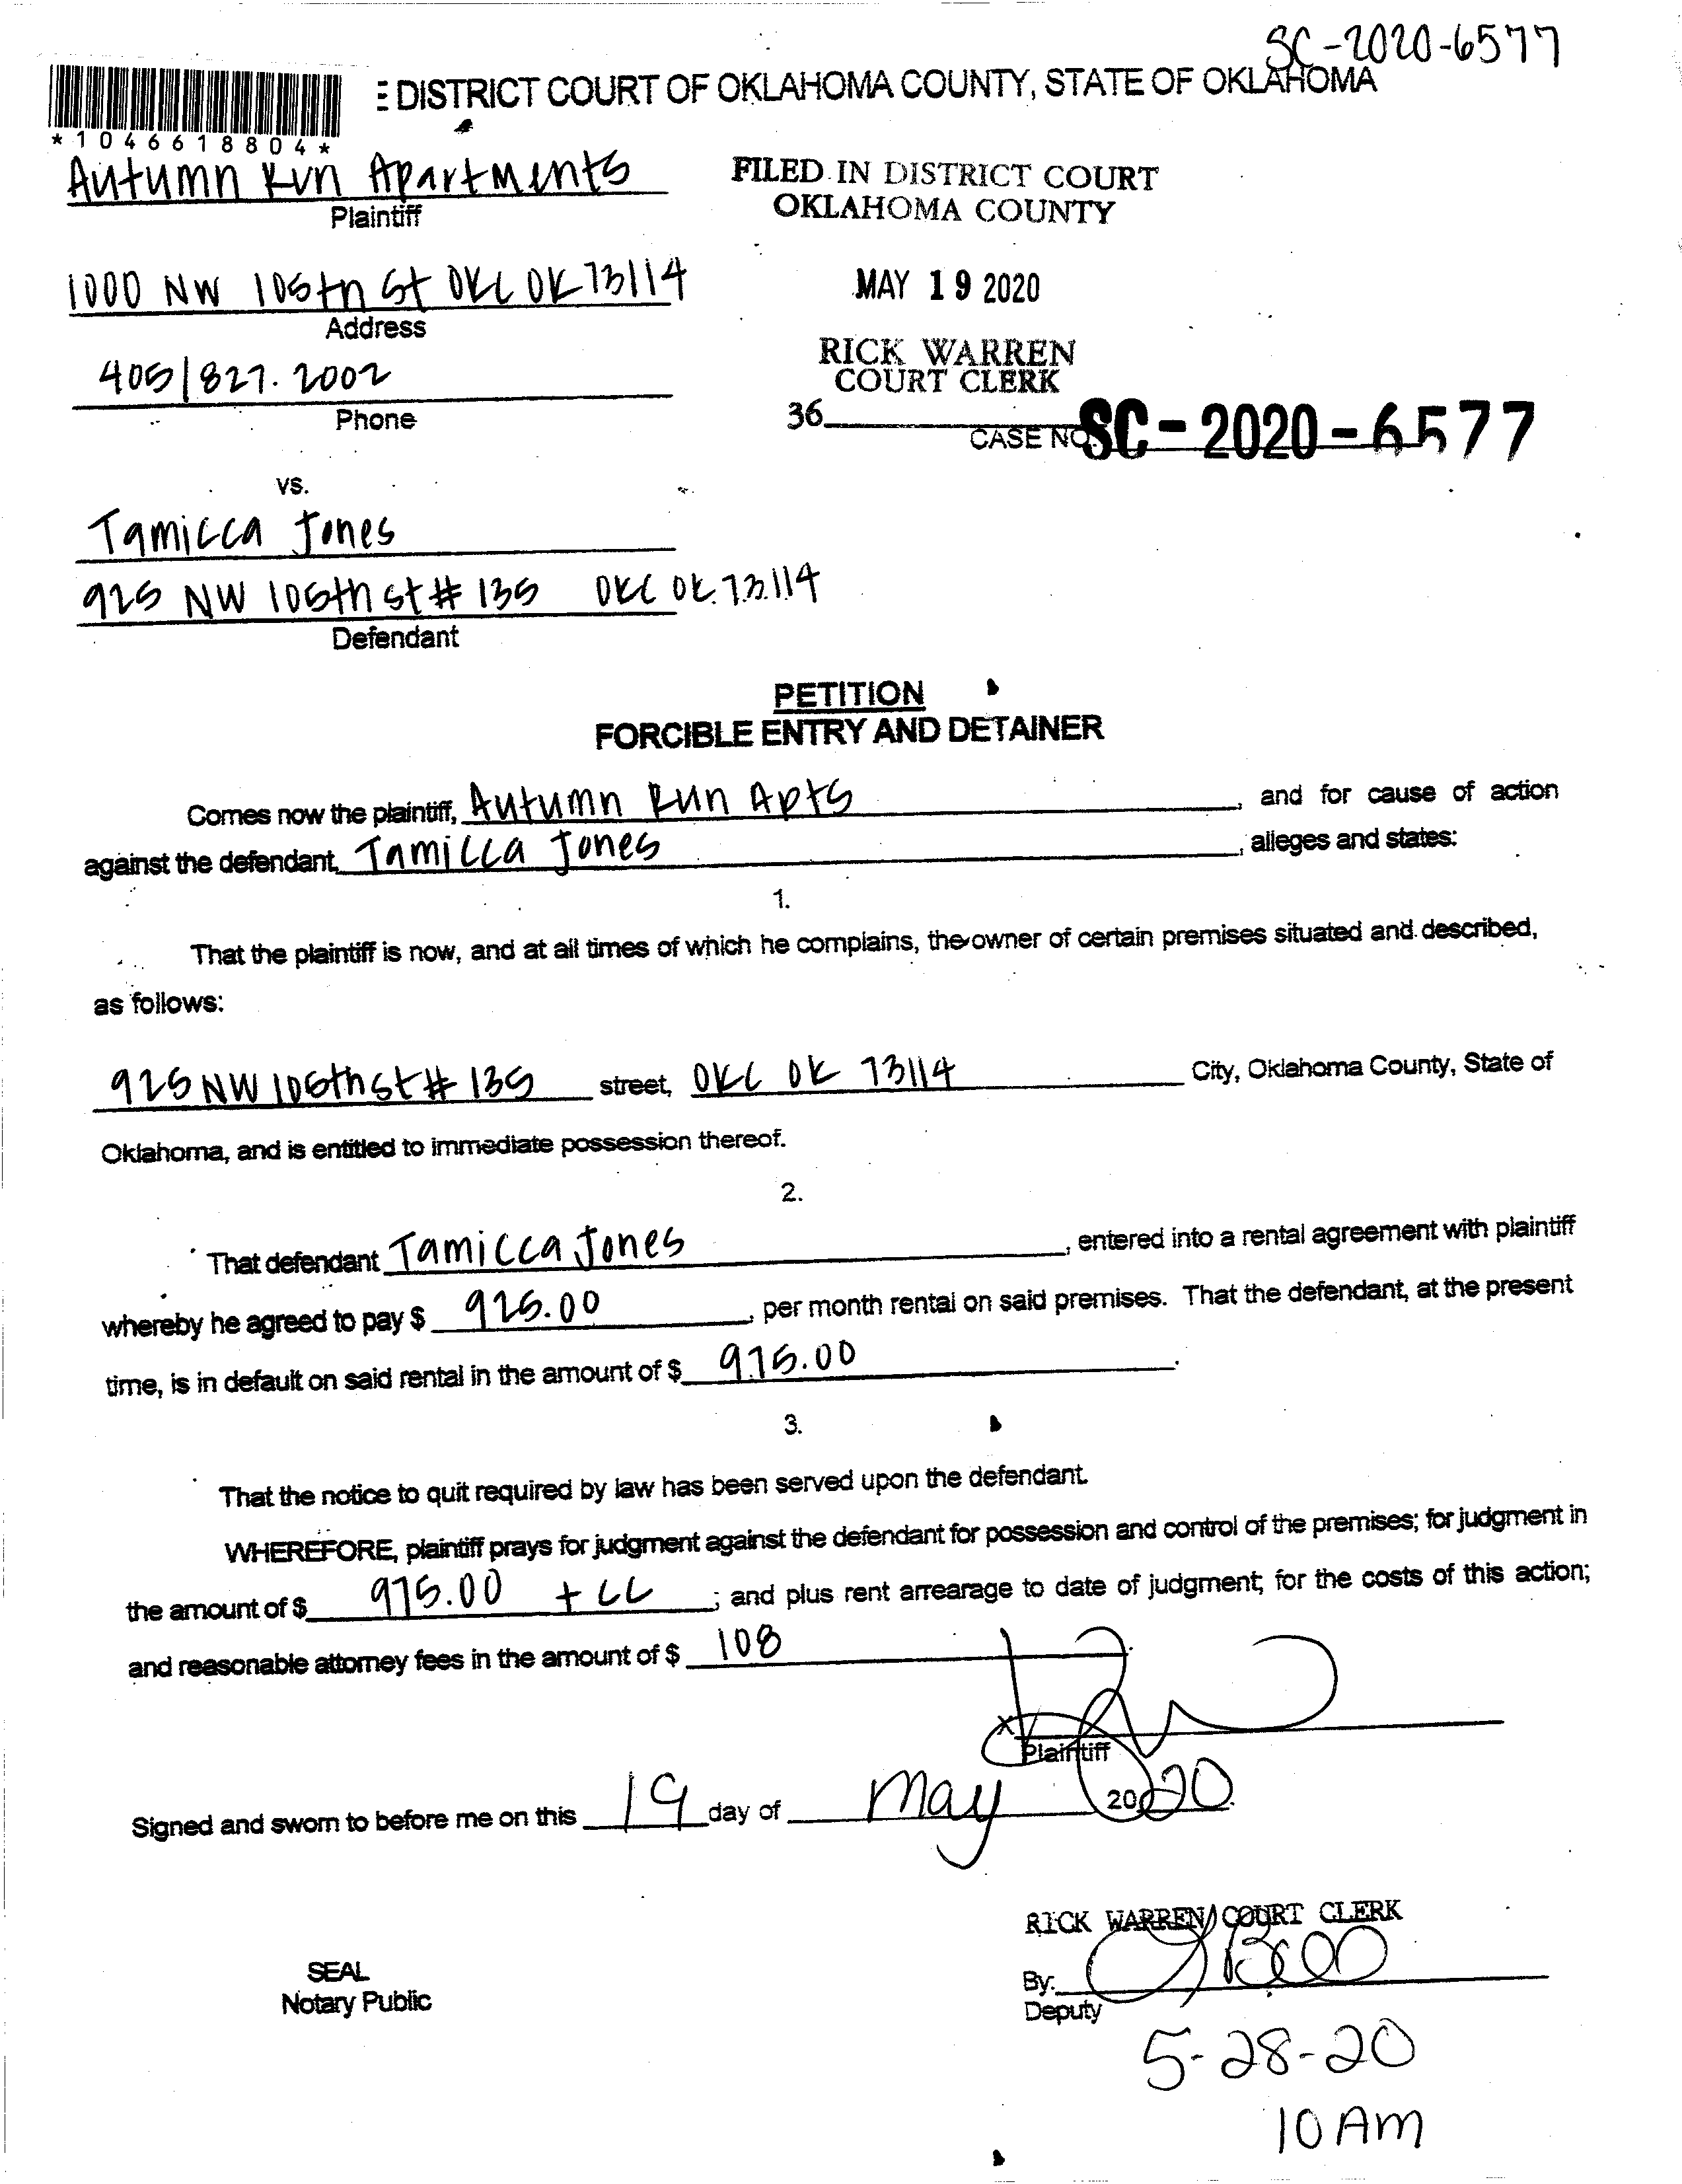 SC-2020-6577
E DISTRICT COURT OF OKLAHOMA COUNTY, STATE OF OKLAHOMA
*1046618804*
Autumn Run Apartments
Plaintiff
FILED IN DISTRICT COURT
OKLAHOMA COUNTY
1000 NW 105th St OKC OK 73114
Address
MAY 19 2020
405/827.2002
Phone
RICK WARREN
COURT CLERK
36
CASE NO. SC-2020-6577
vs.
Tamicca Jones
925 NW 105th st # 135 OKC OK 73114
Defendant
PETITION
FORCIBLE ENTRY AND DETAINER
Comes now the plaintiff, Autumn Run Apts, and for cause of action
against the defendant, Tamicca Jones, alleges and states:
1.
That the plaintiff is now, and at all times of which he complains, the owner of certain premises situated and described,
as follows:
925 NW 105th st # 135 street, OKC OK 73114 City, Oklahoma County, State of
Oklahoma, and is entitled to immediate possession thereof.
2.
That defendant Tamicca Jones, entered into a rental agreement with plaintiff
whereby he agreed to pay $ 925.00, per month rental on said premises. That the defendant, at the present
time, is in default on said rental in the amount of $ 975.00.
3.
That the notice to quit required by law has been served upon the defendant.
WHEREFORE, plaintiff prays for judgment against the defendant for possession and control of the premises; for judgment in
the amount of $ 975.00 + CC; and plus rent arrearage to date of judgment; for the costs of this action;
and reasonable attorney fees in the amount of $ 108
X
Plaintiff
Signed and sworn to before me on this 19 day of May 2020.
RICK WARREN, COURT CLERK
SEAL
Notary Public
By:
Deputy
5-28-20
10 AM